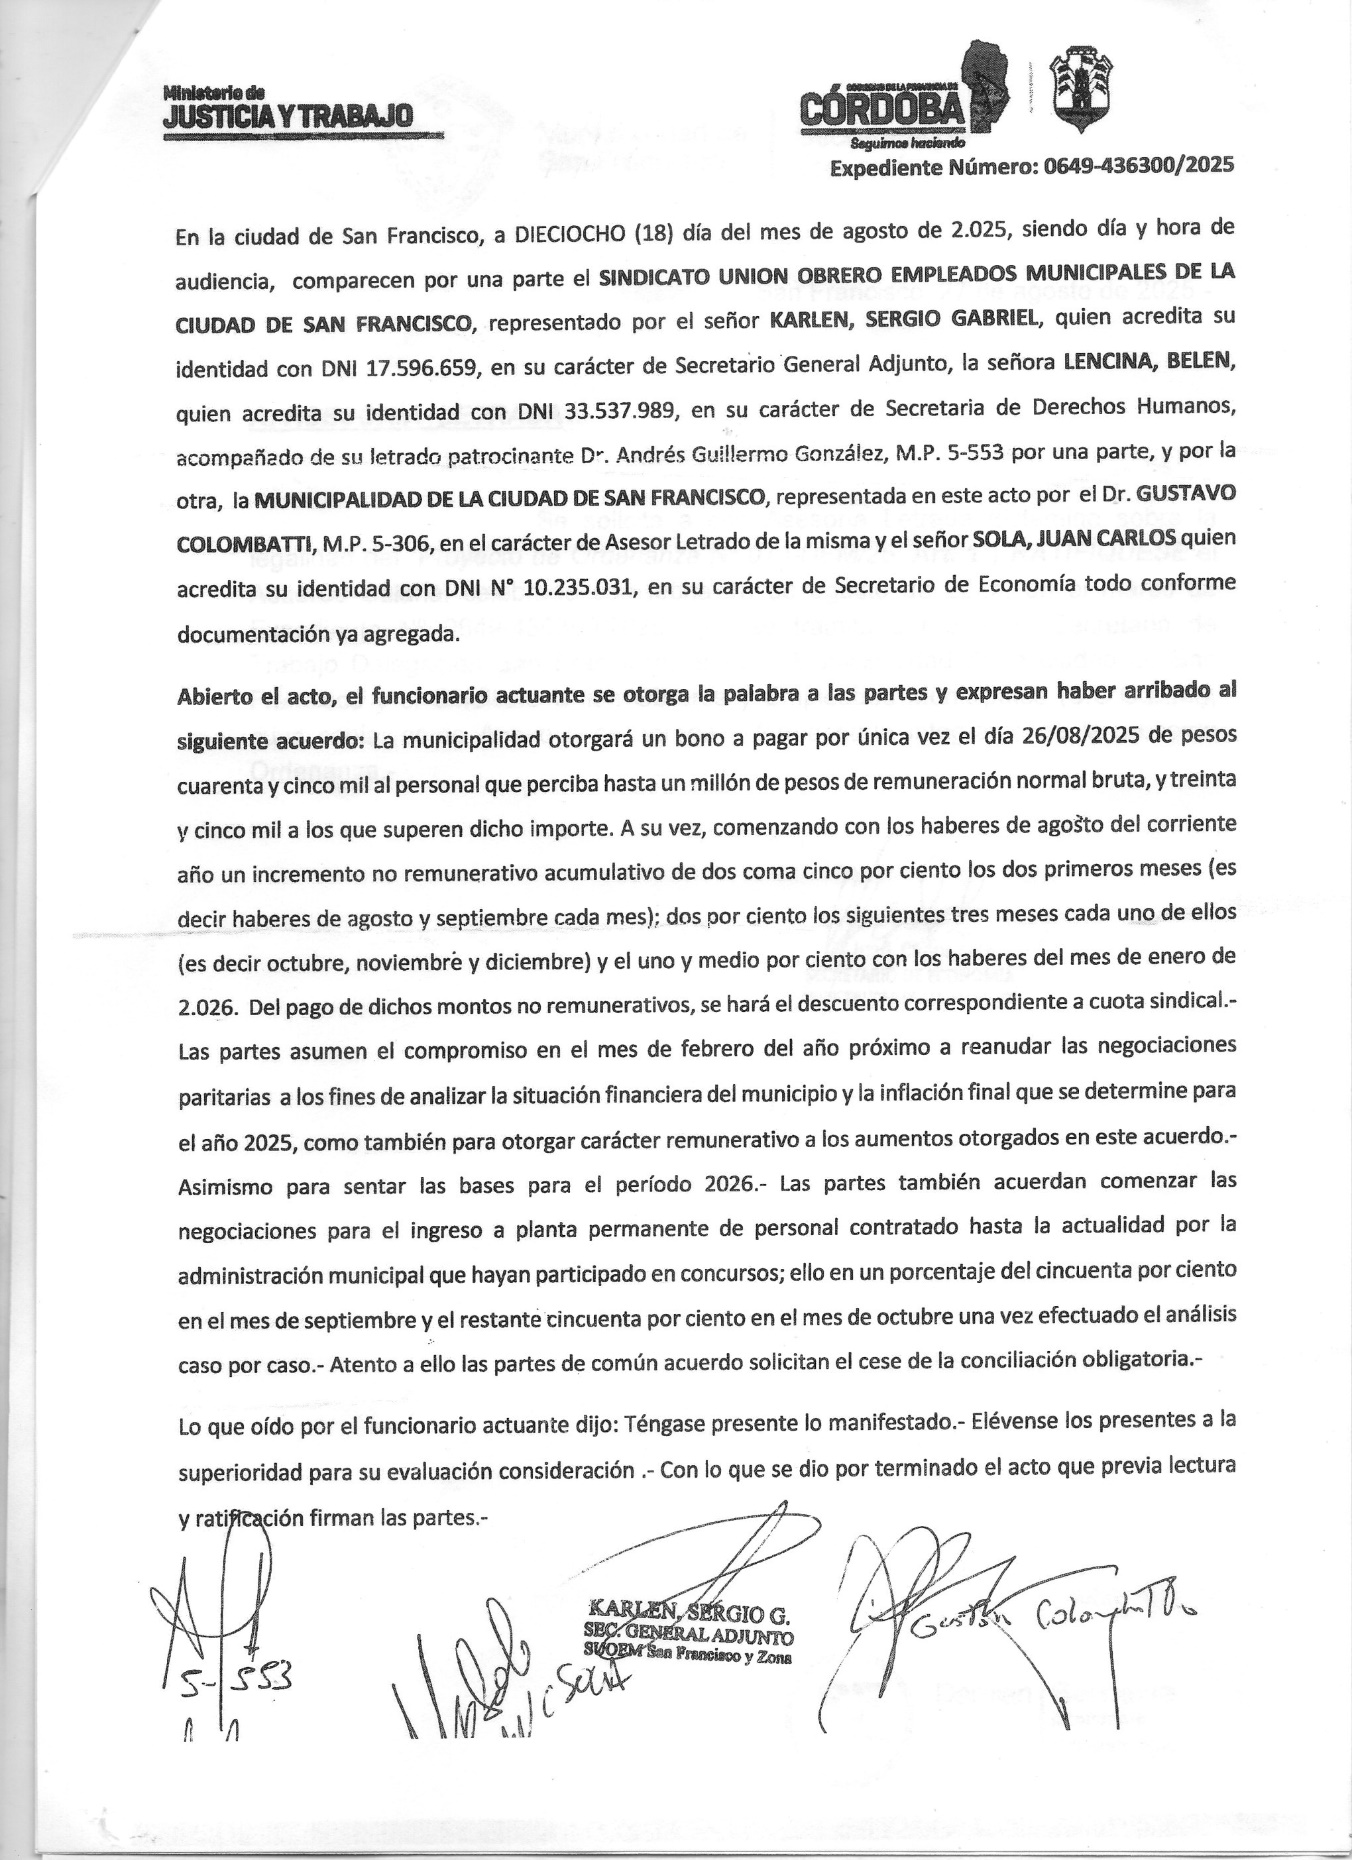 Ministerio de
JUSTICIA Y TRABAJO
GOBIERNO DE LA PROVINCIA DE
CÓRDOBA
Seguimos haciendo
Expediente Número: 0649-436300/2025
En la ciudad de San Francisco, a DIECIOCHO (18) día del mes de agosto de 2.025, siendo día y hora de
audiencia, comparecen por una parte el SINDICATO UNION OBRERO EMPLEADOS MUNICIPALES DE LA
CIUDAD DE SAN FRANCISCO, representado por el señor KARLEN, SERGIO GABRIEL, quien acredita su
identidad con DNI 17.596.659, en su carácter de Secretario General Adjunto, la señora LENCINA, BELEN,
quien acredita su identidad con DNI 33.537.989, en su carácter de Secretaria de Derechos Humanos,
acompañado de su letrado patrocinante Dr. Andrés Guillermo González, M.P. 5-553 por una parte, y por la
otra, la MUNICIPALIDAD DE LA CIUDAD DE SAN FRANCISCO, representada en este acto por el Dr. GUSTAVO
COLOMBATTI, M.P. 5-306, en el carácter de Asesor Letrado de la misma y el señor SOLA, JUAN CARLOS quien
acredita su identidad con DNI N° 10.235.031, en su carácter de Secretario de Economía todo conforme
documentación ya agregada.
Abierto el acto, el funcionario actuante se otorga la palabra a las partes y expresan haber arribado al
siguiente acuerdo: La municipalidad otorgará un bono a pagar por única vez el día 26/08/2025 de pesos
cuarenta y cinco mil al personal que perciba hasta un millón de pesos de remuneración normal bruta, y treinta
y cinco mil a los que superen dicho importe. A su vez, comenzando con los haberes de agosto del corriente
año un incremento no remunerativo acumulativo de dos coma cinco por ciento los dos primeros meses (es
decir haberes de agosto y septiembre cada mes); dos por ciento los siguientes tres meses cada uno de ellos
(es decir octubre, noviembre y diciembre) y el uno y medio por ciento con los haberes del mes de enero de
2.026. Del pago de dichos montos no remunerativos, se hará el descuento correspondiente a cuota sindical.-
Las partes asumen el compromiso en el mes de febrero del año próximo a reanudar las negociaciones
paritarias a los fines de analizar la situación financiera del municipio y la inflación final que se determine para
el año 2025, como también para otorgar carácter remunerativo a los aumentos otorgados en este acuerdo.-
Asimismo para sentar las bases para el período 2026.- Las partes también acuerdan comenzar las
negociaciones para el ingreso a planta permanente de personal contratado hasta la actualidad por la
administración municipal que hayan participado en concursos; ello en un porcentaje del cincuenta por ciento
en el mes de septiembre y el restante cincuenta por ciento en el mes de octubre una vez efectuado el análisis
caso por caso.- Atento a ello las partes de común acuerdo solicitan el cese de la conciliación obligatoria.-
Lo que oído por el funcionario actuante dijo: Téngase presente lo manifestado.- Elévense los presentes a la
superioridad para su evaluación consideración .- Con lo que se dio por terminado el acto que previa lectura
y ratificación firman las partes.-
KARLEN, SERGIO G.
SEC. GENERAL ADJUNTO
SUOEM San Francisco y Zona
5-553